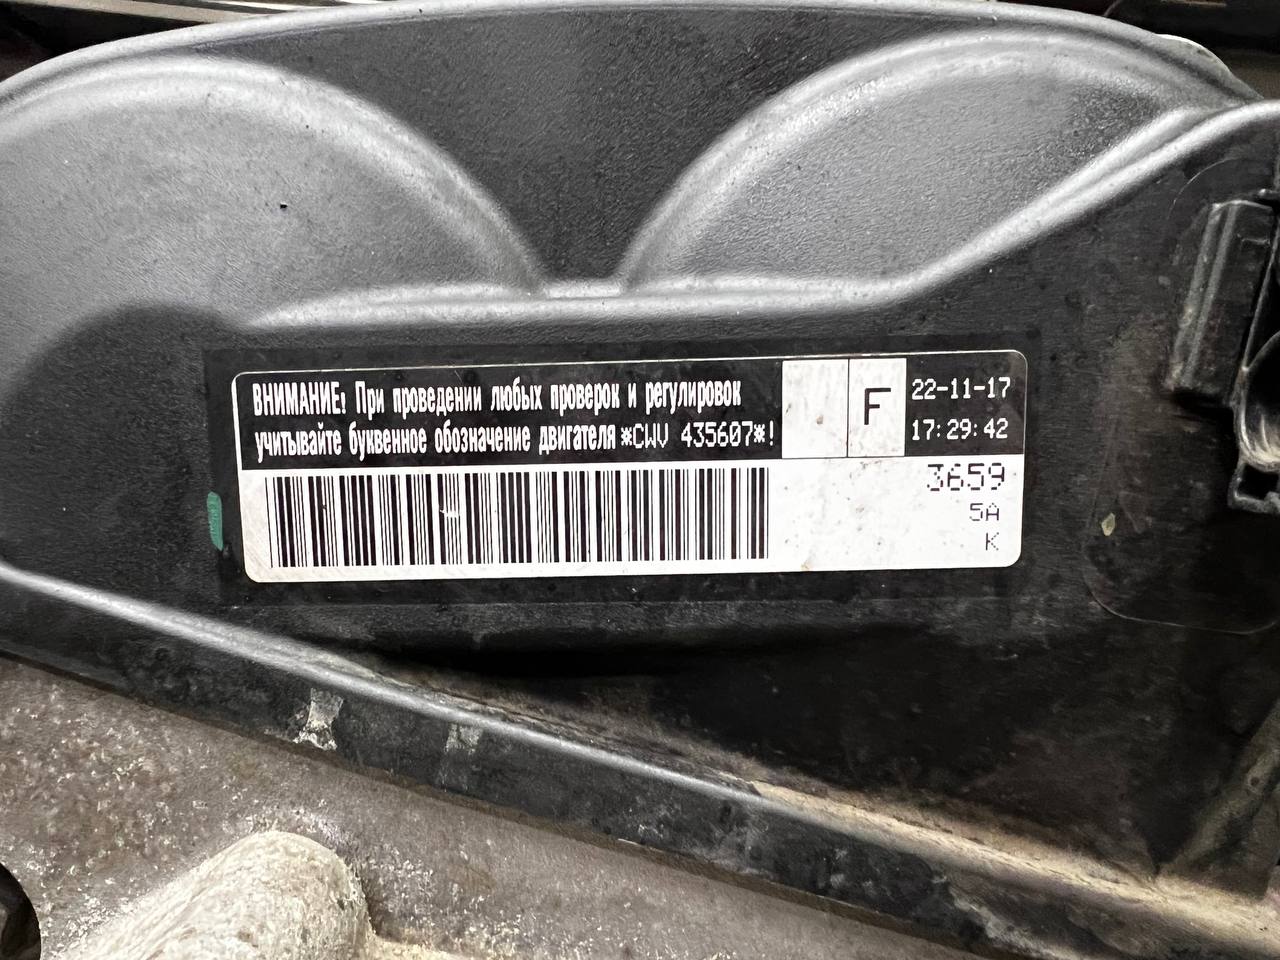 ВНИМАНИЕ! При проведении любых проверок и регулировок
учитывайте буквенное обозначение двигателя *CWV 435607*!
F
22-11-17
17:29:42
3659
5A
K